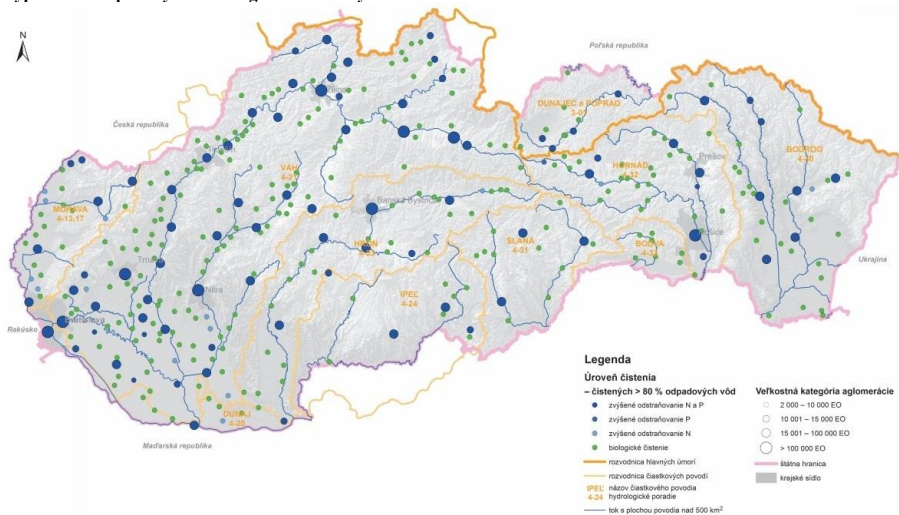 N
Poľská republika
DUNAJEC a POPRAD
3-01
Česká republika
Žilina
Trenčín
VÁH
4-21
HORNÁD
4-32
Prešov
BODROG
4-30
MORAVA
4-13,17
Banská Bystrica
HRON
4-23
SLANÁ
4-31
BODVA
Košice
Ukrajina
Trnava
Nitra
IPEĽ
4-24
Rakúsko
Bratislava
DUNAJ
4-20
Maďarská republika
Legenda
Úroveň čistenia
– čistených > 80 % odpadových vôd
zvýšené odstraňovanie N a P
zvýšené odstraňovanie P
zvýšené odstraňovanie N
biologické čistenie
rozvodnica hlavných úmorí
rozvodnica čiastkových povodí
IPEĽ
4-24
názov čiastkového povodia
hydrologické poradie
tok s plochou povodia nad 500 km²
Veľkostná kategória aglomerácie
2 000 – 10 000 EO
10 001 – 15 000 EO
15 001 – 100 000 EO
> 100 000 EO
štátna hranica
krajské sídlo